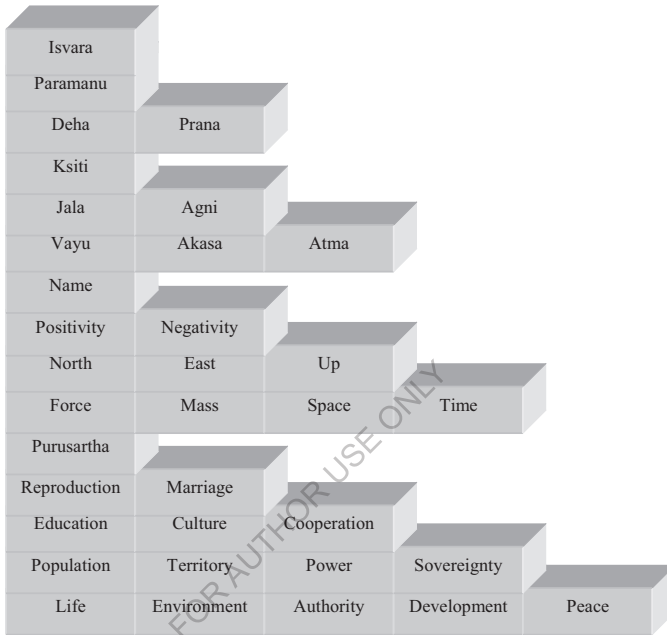 Isvara
Paramanu
Deha Prana
Ksiti
Jala Agni
Vayu Akasa Atma
Name
Positivity Negativity
North East Up
Force Mass Space Time
Purusartha
Reproduction Marriage
Education Culture Cooperation
Population Territory Power Sovereignty
Life Environment Authority Development Peace
FOR AUTHOR USE ONLY